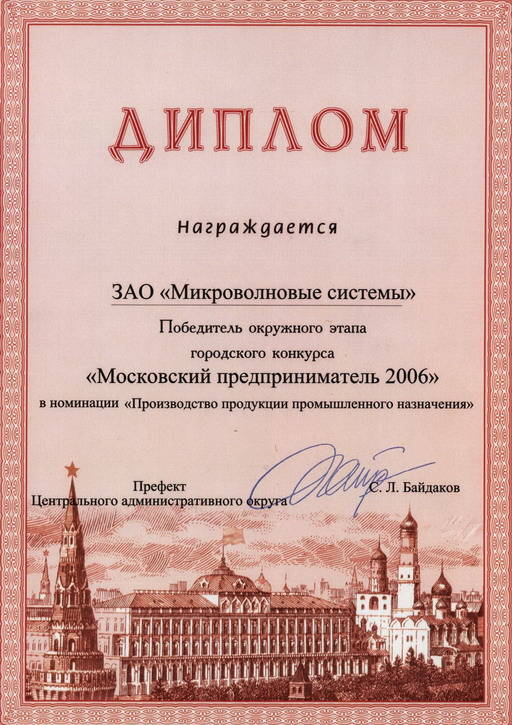 ДИПЛОМ
Награждается
ЗАО «Микроволновые системы»
Победитель окружного этапа
городского конкурса
«Московский предприниматель 2006»
в номинации «Производство продукции промышленного назначения»
Префект
Центрального административного округа
С. Л. Байдаков